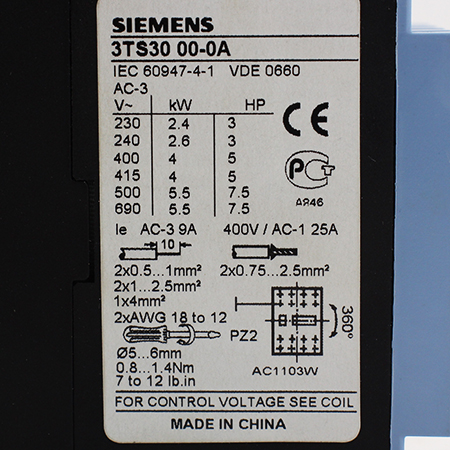 SIEMENS
3TS30 00-0A
IEC 60947-4-1 VDE 0660
AC-3
V~ kW HP
230 2.4 3
240 2.6 3
400 4 5
415 4 5
500 5.5 7.5
690 5.5 7.5
CE
PCT
AЯ46
Ie AC-3 9A 400V / AC-1 25A
10
2x0.5...1mm² 2x0.75...2.5mm²
2x1...2.5mm²
1x4mm²
2xAWG 18 to 12
PZ2
360°
Ø5...6mm
0.8...1.4Nm
7 to 12 lb.in
AC1103W
FOR CONTROL VOLTAGE SEE COIL
MADE IN CHINA